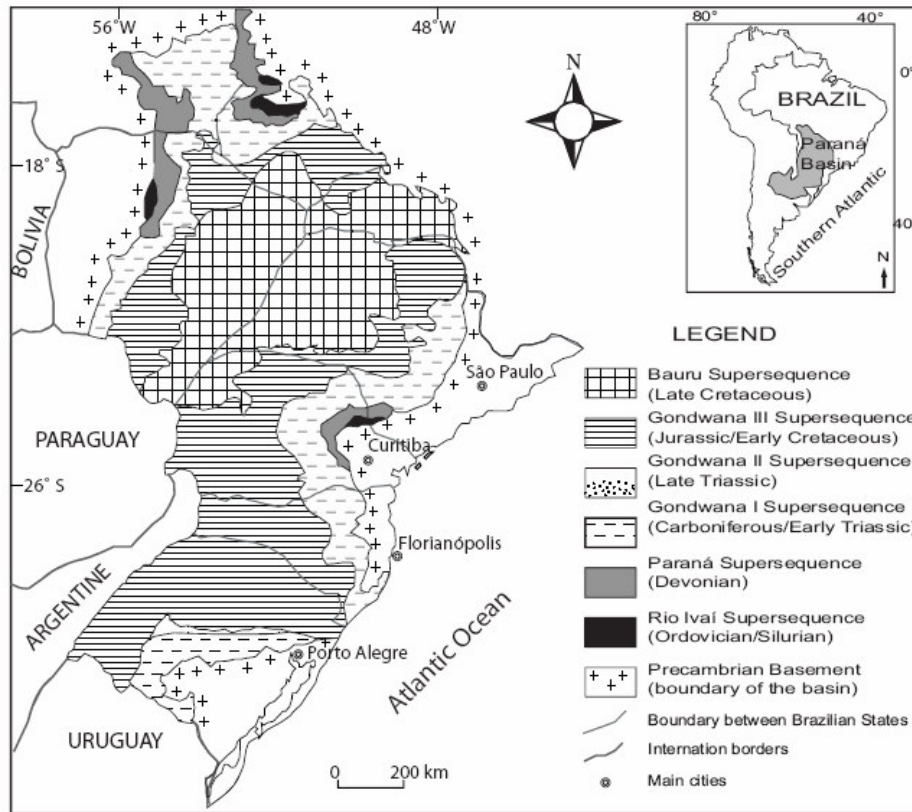 56°W
48°W
N
18° S
26° S
BOLIVIA
PARAGUAY
ARGENTINE
URUGUAY
São Paulo
Curitiba
Florianópolis
Porto Alegre
Atlantic Ocean
0 200 km
80° 40°
0°
40
BRAZIL
Paraná
Basin
Southern Atlantic
N
LEGEND
Bauru Supersequence
(Late Cretaceous)
Gondwana III Supersequence
(Jurassic/Early Cretaceous)
Gondwana II Supersequence
(Late Triassic)
Gondwana I Supersequence
(Carboniferous/Early Triassic)
Paraná Supersequence
(Devonian)
Rio Ivaí Supersequence
(Ordovician/Silurian)
Precambrian Basement
(boundary of the basin)
Boundary between Brazilian States
Internation borders
Main cities